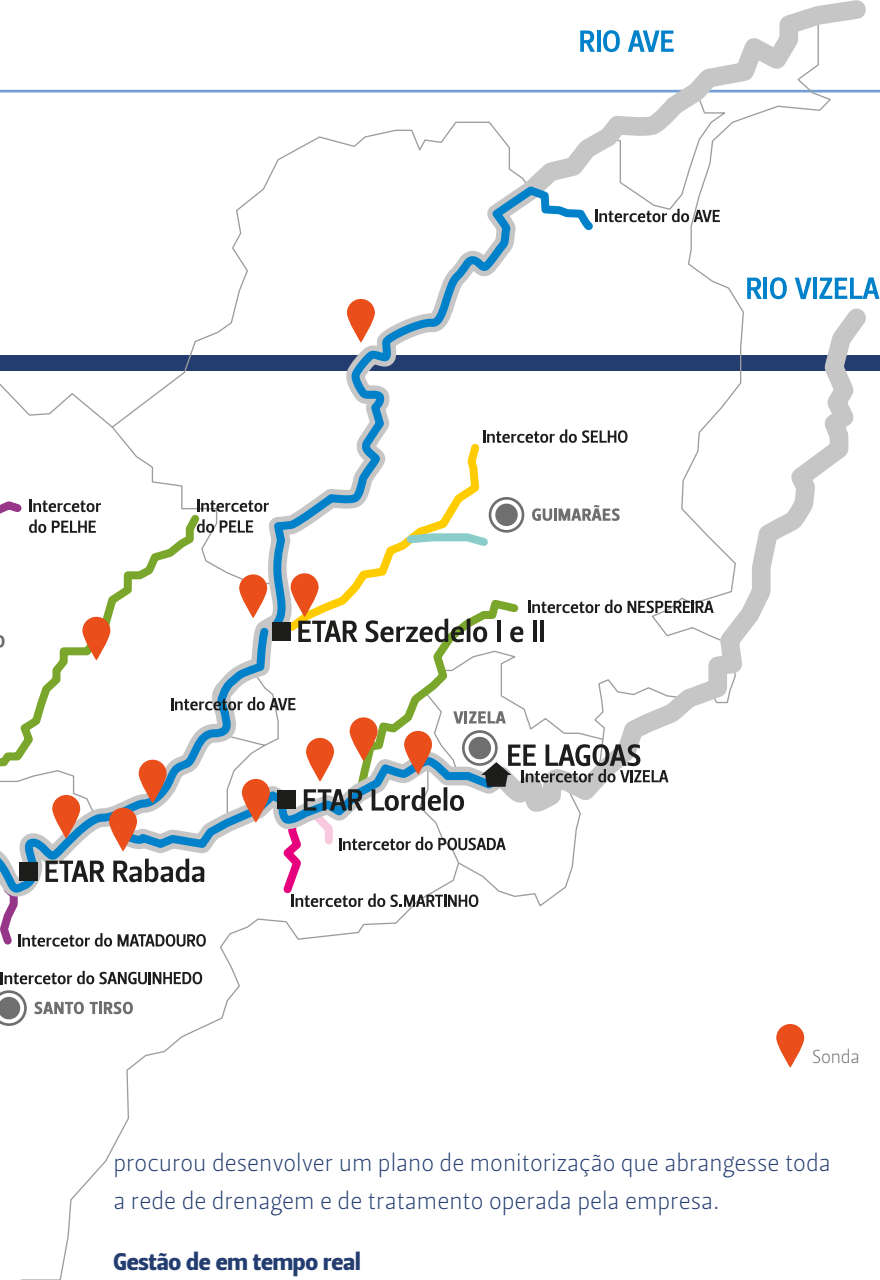 RIO AVE
Intercetor do AVE
RIO VIZELA
Intercetor do SELHO
Intercetor
do PELHE
Intercetor
do PELE
GUIMARÃES
Intercetor do NESPEREIRA
ETAR Serzedelo I e II
Intercetor do AVE
VIZELA
EE LAGOAS
Intercetor do VIZELA
ETAR Lordelo
Intercetor do POUSADA
ETAR Rabada
Intercetor do S.MARTINHO
Intercetor do MATADOURO
Intercetor do SANGUINHEDO
SANTO TIRSO
Sonda
procurou desenvolver um plano de monitorização que abrangesse toda
a rede de drenagem e de tratamento operada pela empresa.
Gestão de em tempo real